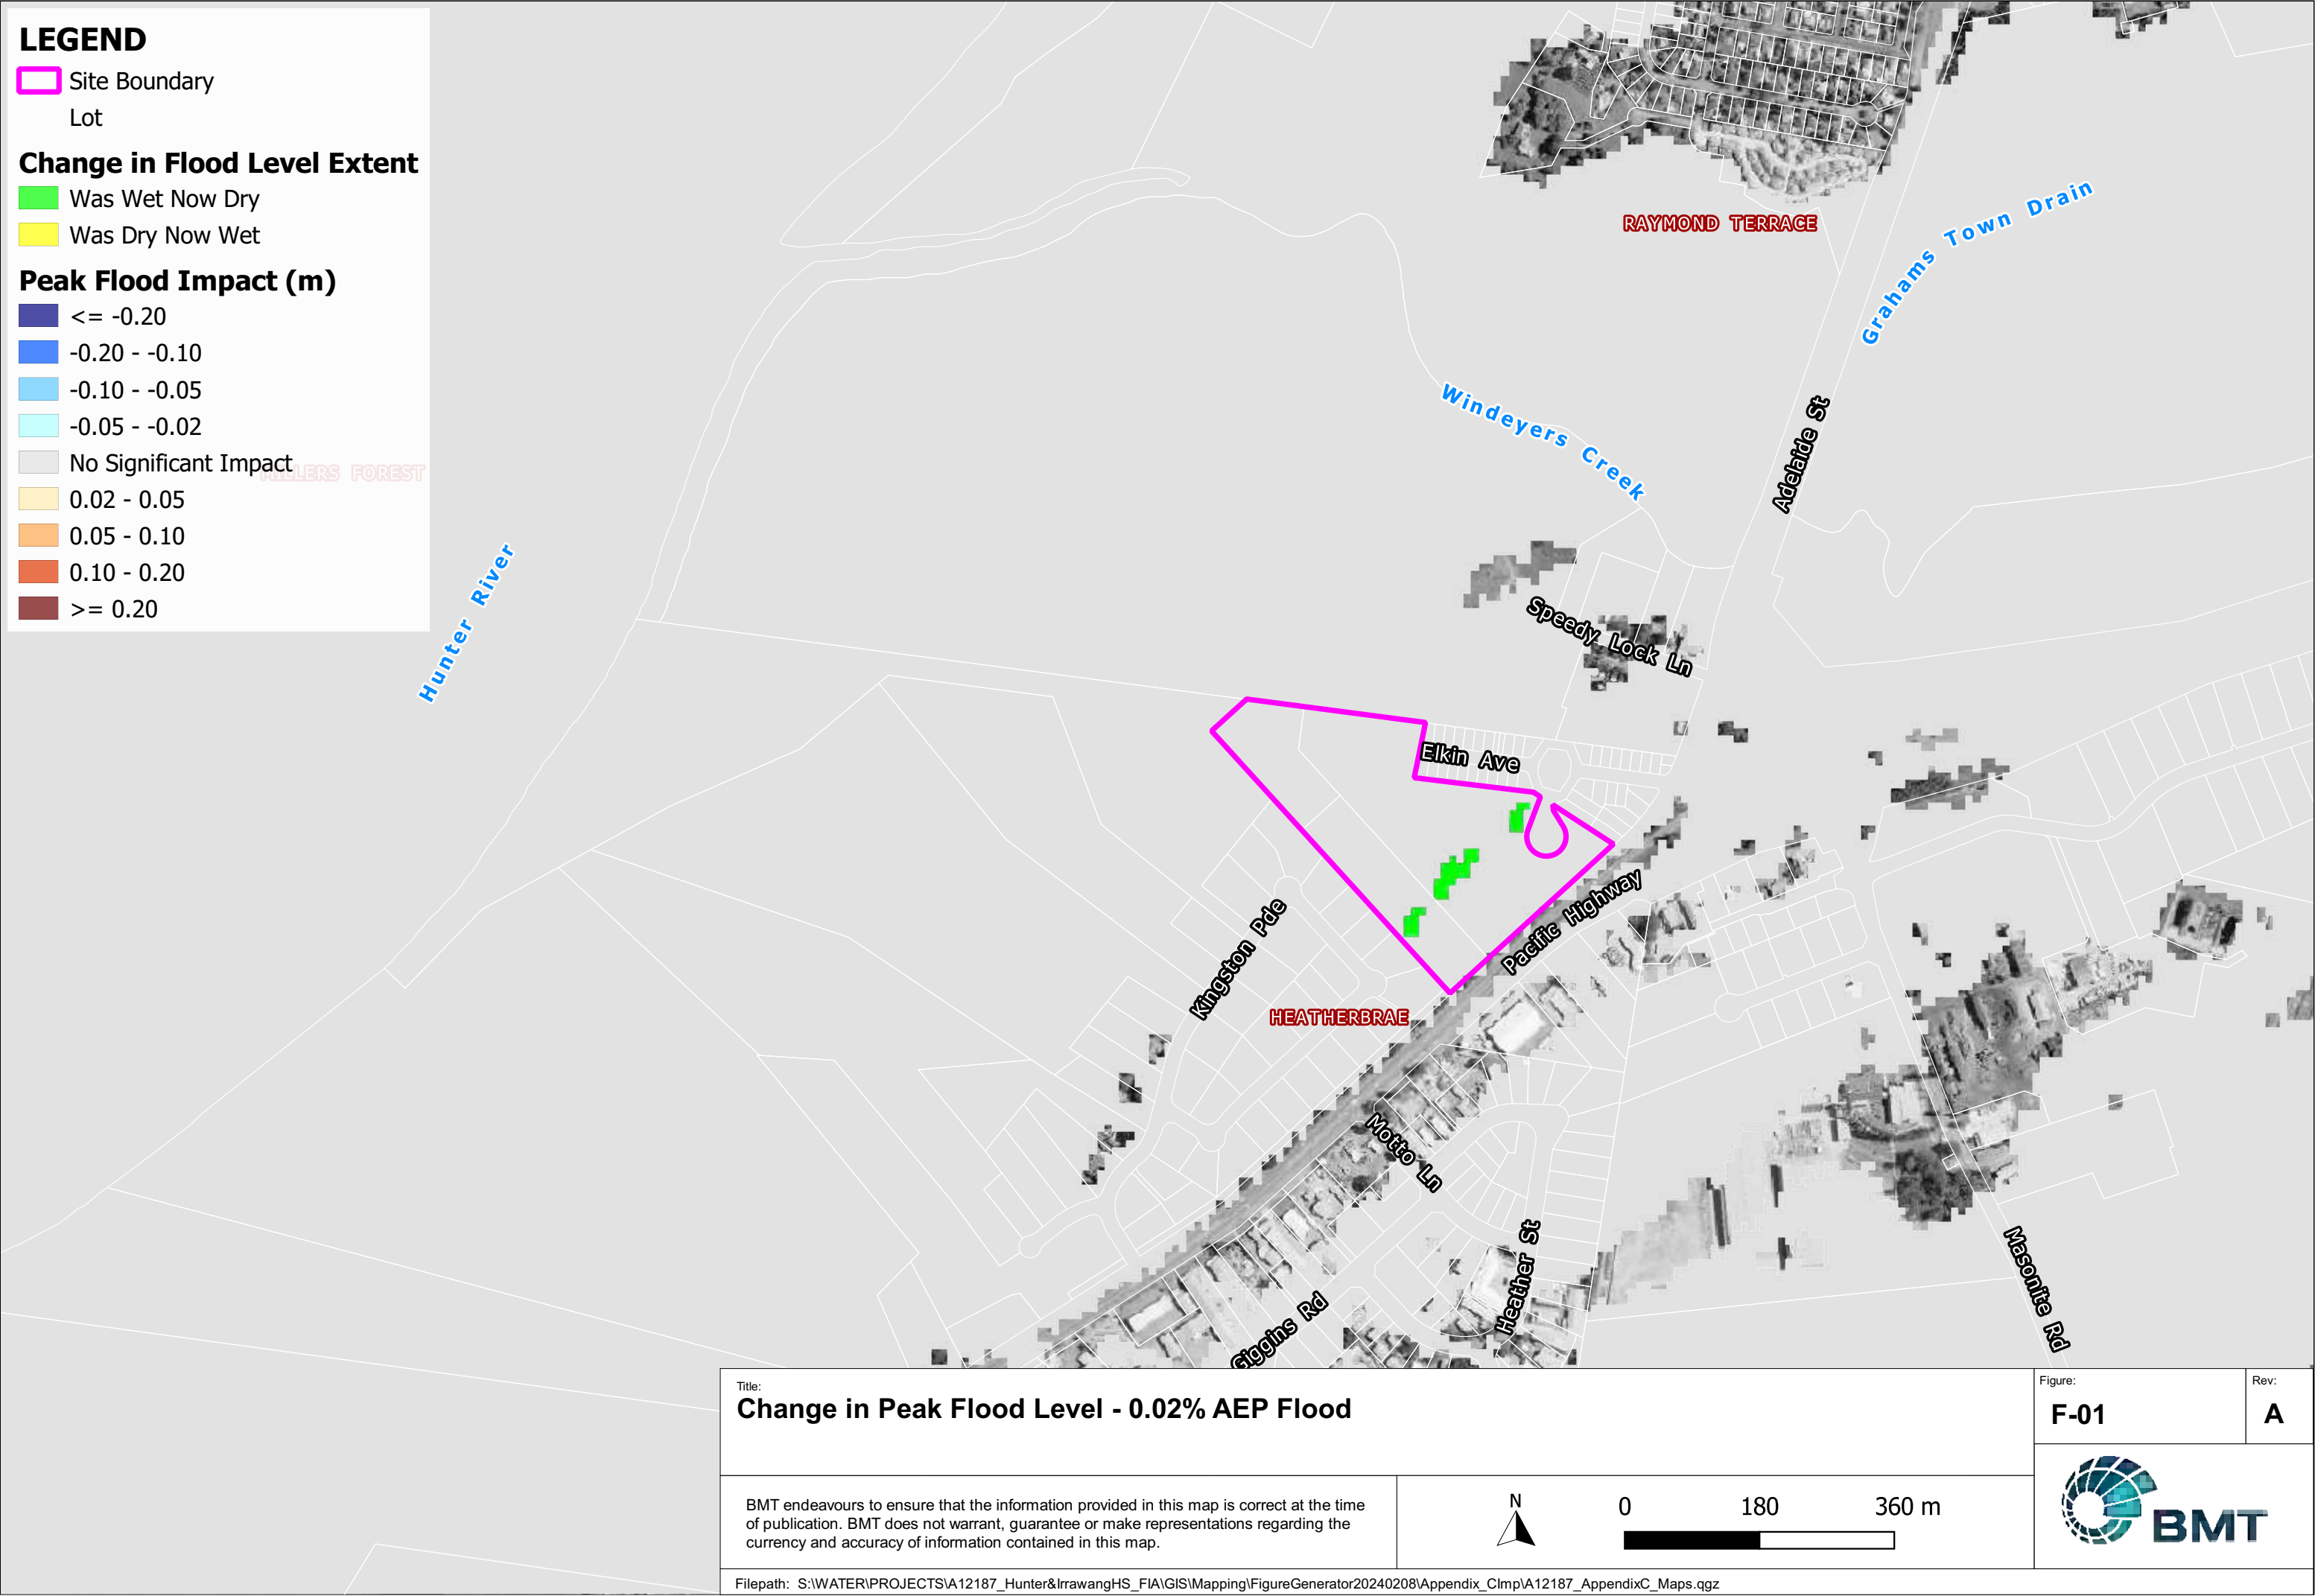 LEGEND
Site Boundary
Lot
Change in Flood Level Extent
Was Wet Now Dry
Was Dry Now Wet
Peak Flood Impact (m)
<= -0.20
-0.20 - -0.10
-0.10 - -0.05
-0.05 - -0.02
No Significant Impact
MILLERS FOREST
0.02 - 0.05
0.05 - 0.10
0.10 - 0.20
>= 0.20
RAYMOND TERRACE
Grahams Town Drain
Windeyers Creek
Adelaide St
Hunter River
Speedy Lock Ln
Elkin Ave
Pacific Highway
Kingston Pde
HEATHERBRAE
Motto Ln
Heather St
Giggins Rd
Masonite Rd
Title:
Change in Peak Flood Level - 0.02% AEP Flood
Figure:
F-01
Rev:
A
BMT endeavours to ensure that the information provided in this map is correct at the time
of publication. BMT does not warrant, guarantee or make representations regarding the
currency and accuracy of information contained in this map.
N
0 180 360 m
BMT
Filepath: S:\WATER\PROJECTS\A12187_Hunter&IrrawangHS_FIA\GIS\Mapping\FigureGenerator20240208\Appendix_CImp\A12187_AppendixC_Maps.qgz